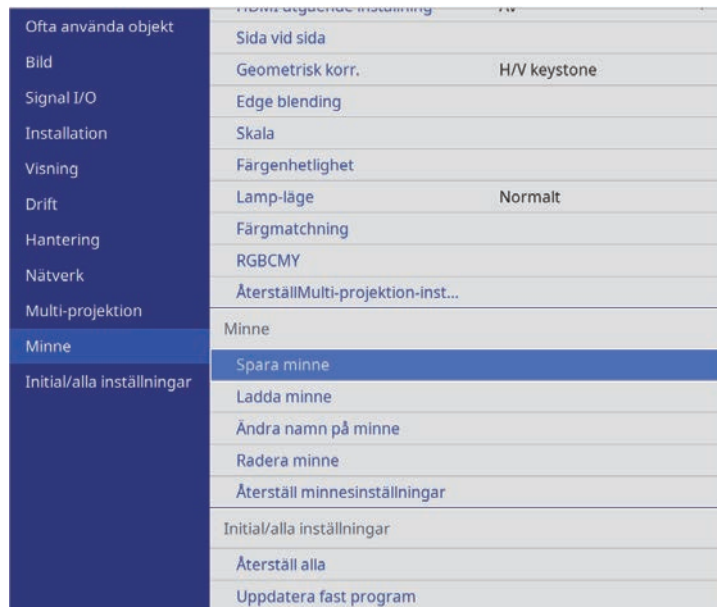 Ofta använda objekt
Bild
Signal I/O
Installation
Visning
Drift
Hantering
Nätverk
Multi-projektion
Minne
Initial/alla inställningar
Sida vid sida
Geometrisk korr. H/V keystone
Edge blending
Skala
Färgenhetlighet
Lamp-läge Normalt
Färgmatchning
RGBCMY
ÅterställMulti-projektion-inst...
Minne
Spara minne
Ladda minne
Ändra namn på minne
Radera minne
Återställ minnesinställningar
Initial/alla inställningar
Återställ alla
Uppdatera fast program